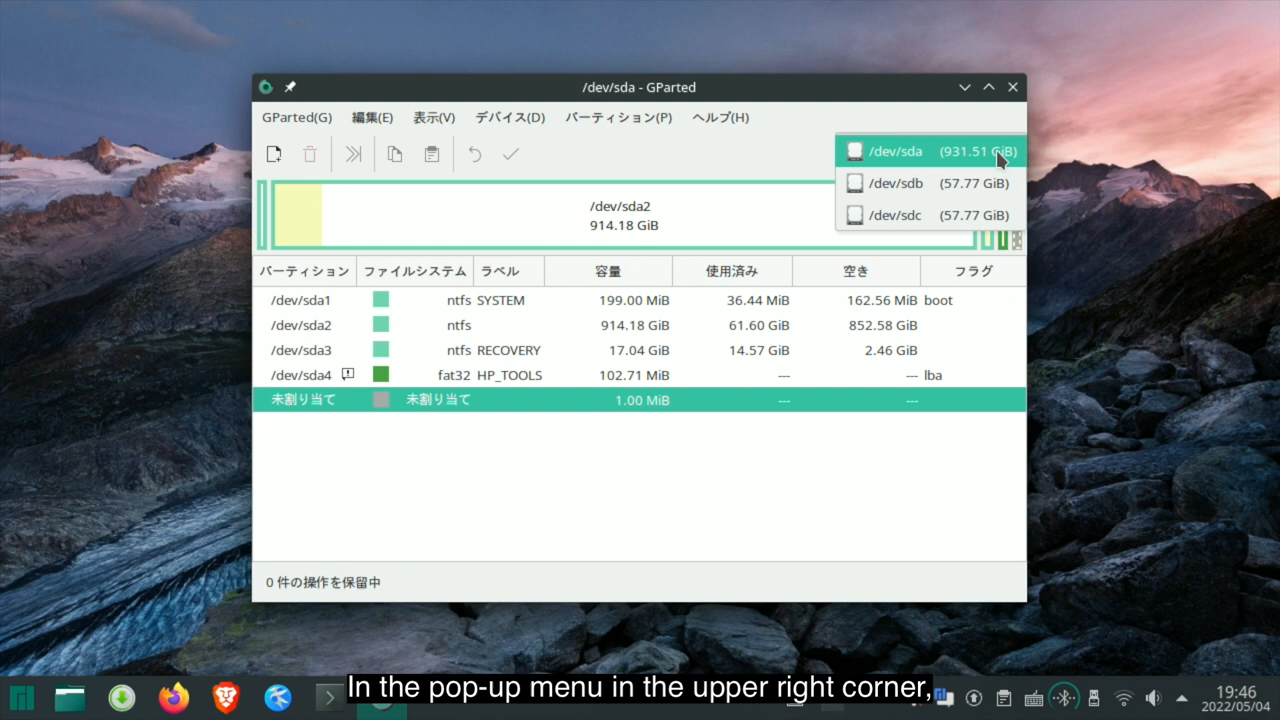 /dev/sda - GParted
GParted(G) 編集(E) 表示(V) デバイス(D) パーティション(P) ヘルプ(H)
/dev/sda (931.51 GiB)
/dev/sdb (57.77 GiB)
/dev/sdc (57.77 GiB)
/dev/sda2
914.18 GiB
パーティション ファイルシステム ラベル 容量 使用済み 空き フラグ
/dev/sda1 ntfs SYSTEM 199.00 MiB 36.44 MiB 162.56 MiB boot
/dev/sda2 ntfs 914.18 GiB 61.60 GiB 852.58 GiB
/dev/sda3 ntfs RECOVERY 17.04 GiB 14.57 GiB 2.46 GiB
/dev/sda4 fat32 HP_TOOLS 102.71 MiB --- --- lba
未割り当て 未割り当て 1.00 MiB --- ---
0 件の操作を保留中
In the pop-up menu in the upper right corner,
19:46
2022/05/04